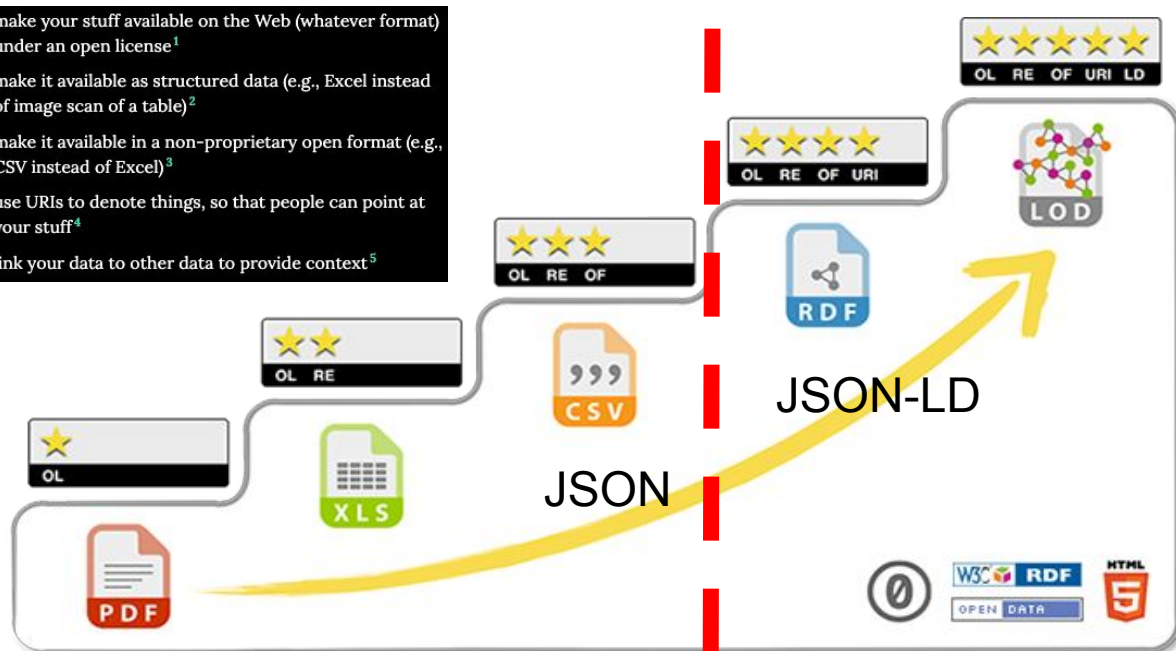 make your stuff available on the Web (whatever format)
under an open license1
make it available as structured data (e.g., Excel instead
of image scan of a table)2
make it available in a non-proprietary open format (e.g.,
CSV instead of Excel)3
use URIs to denote things, so that people can point at
your stuff4
link your data to other data to provide context5
OL RE OF URI LD
LOD
OL RE OF URI
RDF
OL RE OF
CSV
JSON-LD
OL RE
XLS
JSON
OL
PDF
0
W3C RDF
OPEN DATA
HTML
5